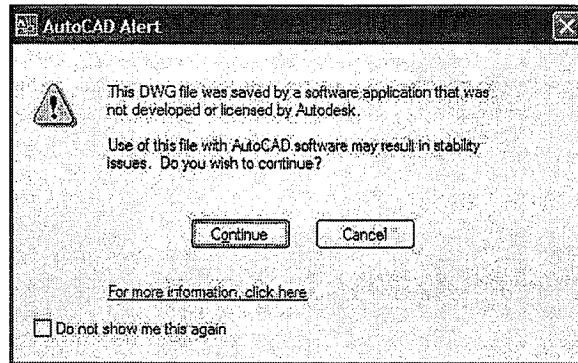 AutoCAD Alert
This DWG file was saved by a software application that was
not developed or licensed by Autodesk.
Use of this file with AutoCAD software may result in stability
issues. Do you wish to continue?
Continue
Cancel
For more information, click here
Do not show me this again